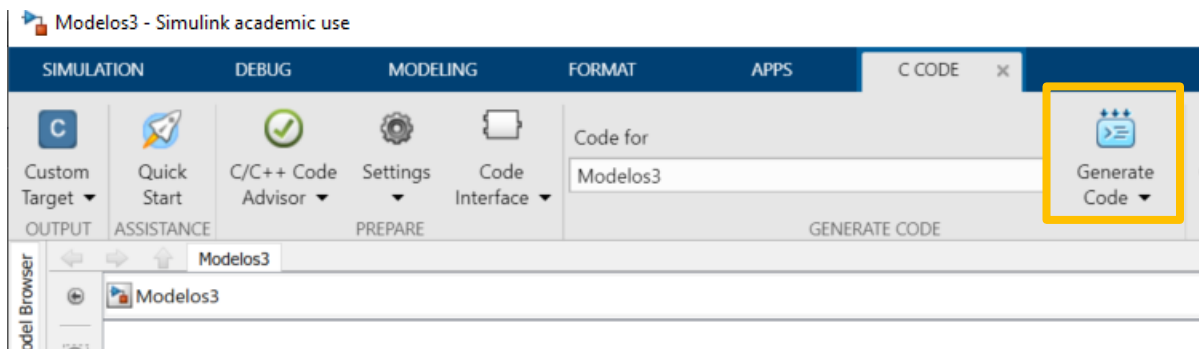 Modelos3 - Simulink academic use
SIMULATION DEBUG MODELING FORMAT APPS C CODE
C
Custom Target
Quick Start
C/C++ Code Advisor
Settings
Code Interface
Code for
Modelos3
Generate Code
OUTPUT ASSISTANCE PREPARE GENERATE CODE
Modelos3
Modelos3
Browser